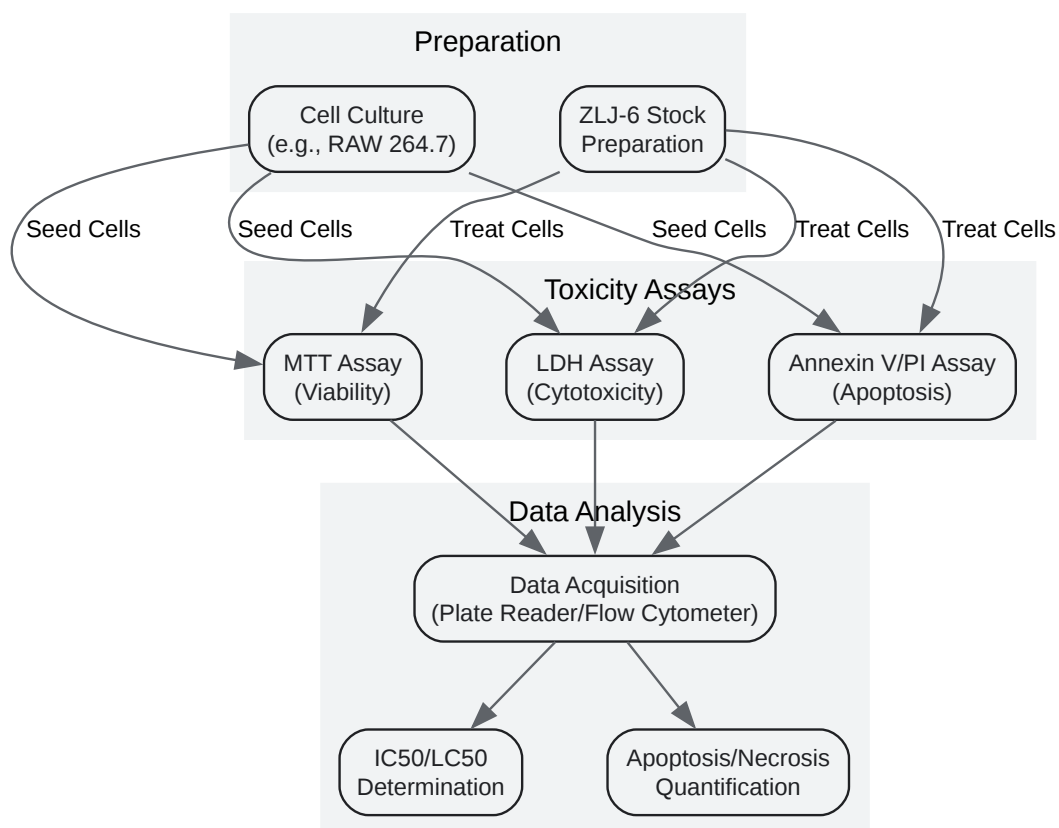 Preparation
Cell Culture
(e.g., RAW 264.7)
ZLJ-6 Stock
Preparation
Seed Cells
Seed Cells
Treat Cells
Seed Cells
Treat Cells
Treat Cells
Toxicity Assays
MTT Assay
(Viability)
LDH Assay
(Cytotoxicity)
Annexin V/PI Assay
(Apoptosis)
Data Analysis
Data Acquisition
(Plate Reader/Flow Cytometer)
IC50/LC50
Determination
Apoptosis/Necrosis
Quantification